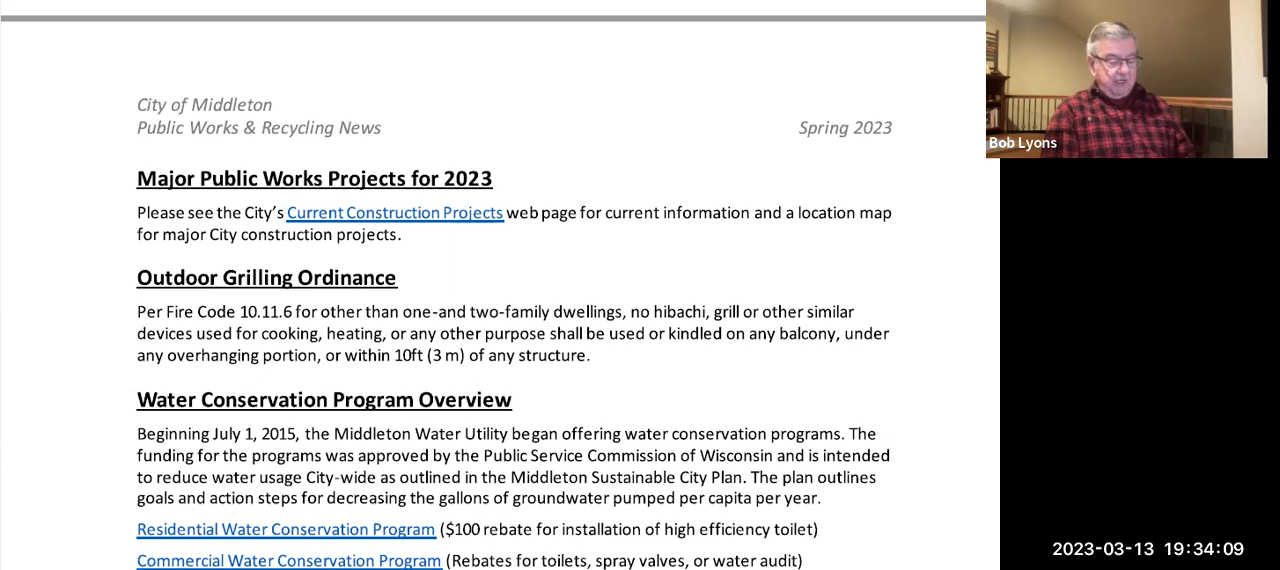 City of Middleton
Public Works & Recycling News
Spring 2023
Major Public Works Projects for 2023
Please see the City's Current Construction Projects web page for current information and a location map
for major City construction projects.
Outdoor Grilling Ordinance
Per Fire Code 10.11.6 for other than one-and two-family dwellings, no hibachi, grill or other similar
devices used for cooking, heating, or any other purpose shall be used or kindled on any balcony, under
any overhanging portion, or within 10ft (3 m) of any structure.
Water Conservation Program Overview
Beginning July 1, 2015, the Middleton Water Utility began offering water conservation programs. The
funding for the programs was approved by the Public Service Commission of Wisconsin and is intended
to reduce water usage City-wide as outlined in the Middleton Sustainable City Plan. The plan outlines
goals and action steps for decreasing the gallons of groundwater pumped per capita per year.
Residential Water Conservation Program ($100 rebate for installation of high efficiency toilet)
Commercial Water Conservation Program (Rebates for toilets, spray valves, or water audit)
Bob Lyons
2023-03-13 19:34:09